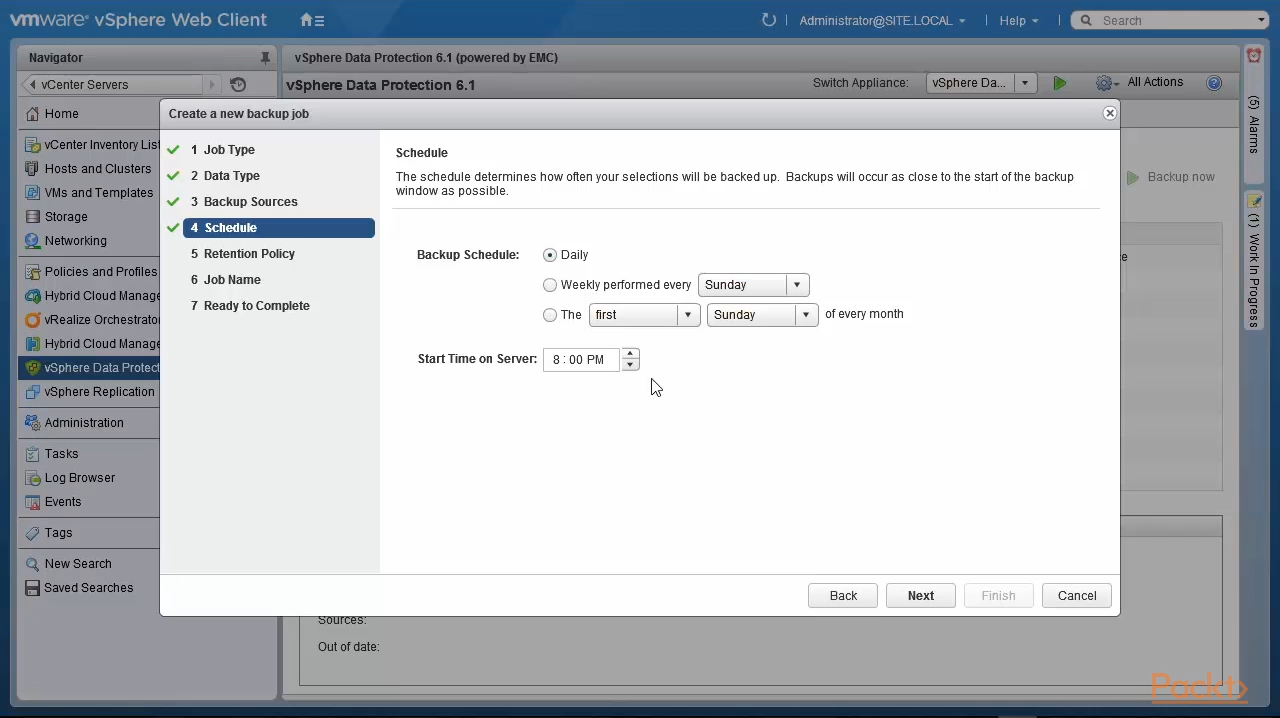 vmware® vSphere Web Client
Administrator@SITE.LOCAL
Help
Search
Navigator
vCenter Servers
Home
vCenter Inventory List
Hosts and Clusters
VMs and Templates
Storage
Networking
Policies and Profiles
Hybrid Cloud Manage
vRealize Orchestrator
Hybrid Cloud Manage
vSphere Data Protect
vSphere Replication
Administration
Tasks
Log Browser
Events
Tags
New Search
Saved Searches
vSphere Data Protection 6.1 (powered by EMC)
vSphere Data Protection 6.1
Switch Appliance:
vSphere Da...
All Actions
Backup now
Create a new backup job
1 Job Type
2 Data Type
3 Backup Sources
4 Schedule
5 Retention Policy
6 Job Name
7 Ready to Complete
Schedule
The schedule determines how often your selections will be backed up. Backups will occur as close to the start of the backup
window as possible.
Backup Schedule:
Daily
Weekly performed every Sunday
The first Sunday of every month
Start Time on Server: 8 : 00 PM
Back
Next
Finish
Cancel
Sources:
Out of date:
(5) Alarms
(1) Work In Progress
Packt